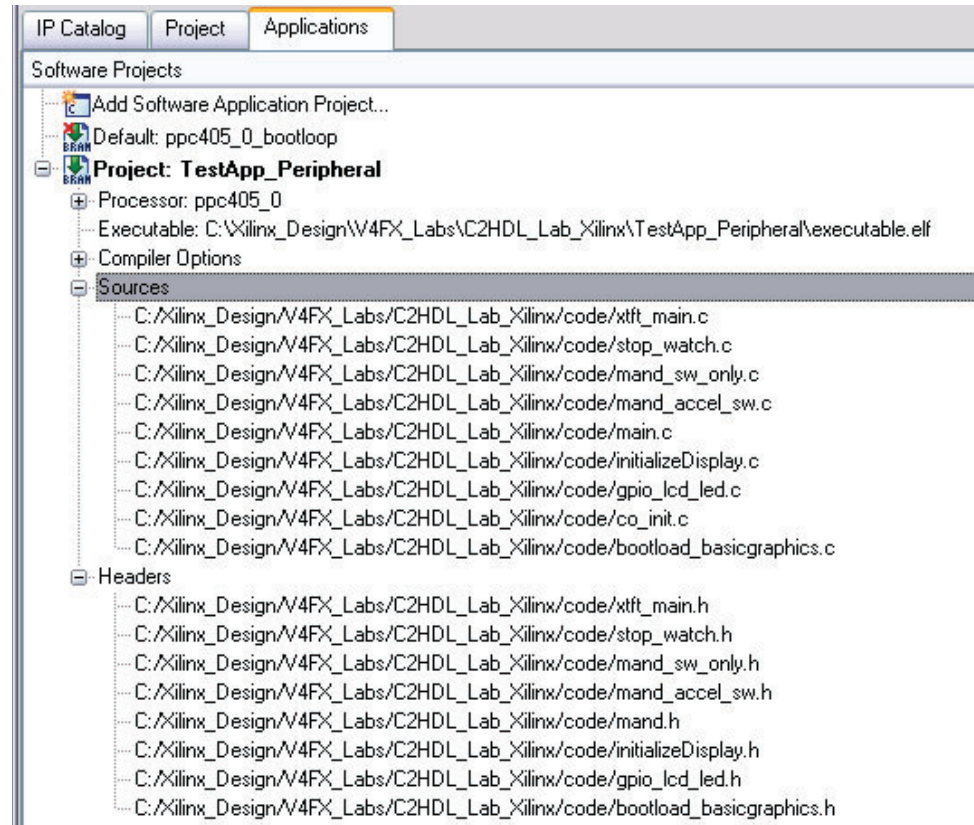 IP Catalog Project Applications
Software Projects
Add Software Application Project...
BRAM Default: ppc405_0_bootloop
BRAM Project: TestApp_Peripheral
Processor: ppc405_0
Executable: C:\Xilinx_Design\V4FX_Labs\C2HDL_Lab_Xilinx\TestApp_Peripheral\executable.elf
Compiler Options
Sources
C:/Xilinx_Design/V4FX_Labs/C2HDL_Lab_Xilinx/code/xtft_main.c
C:/Xilinx_Design/V4FX_Labs/C2HDL_Lab_Xilinx/code/stop_watch.c
C:/Xilinx_Design/V4FX_Labs/C2HDL_Lab_Xilinx/code/mand_sw_only.c
C:/Xilinx_Design/V4FX_Labs/C2HDL_Lab_Xilinx/code/mand_accel_sw.c
C:/Xilinx_Design/V4FX_Labs/C2HDL_Lab_Xilinx/code/main.c
C:/Xilinx_Design/V4FX_Labs/C2HDL_Lab_Xilinx/code/initializeDisplay.c
C:/Xilinx_Design/V4FX_Labs/C2HDL_Lab_Xilinx/code/gpio_lcd_led.c
C:/Xilinx_Design/V4FX_Labs/C2HDL_Lab_Xilinx/code/co_init.c
C:/Xilinx_Design/V4FX_Labs/C2HDL_Lab_Xilinx/code/bootload_basicgraphics.c
Headers
C:/Xilinx_Design/V4FX_Labs/C2HDL_Lab_Xilinx/code/xtft_main.h
C:/Xilinx_Design/V4FX_Labs/C2HDL_Lab_Xilinx/code/stop_watch.h
C:/Xilinx_Design/V4FX_Labs/C2HDL_Lab_Xilinx/code/mand_sw_only.h
C:/Xilinx_Design/V4FX_Labs/C2HDL_Lab_Xilinx/code/mand_accel_sw.h
C:/Xilinx_Design/V4FX_Labs/C2HDL_Lab_Xilinx/code/mand.h
C:/Xilinx_Design/V4FX_Labs/C2HDL_Lab_Xilinx/code/initializeDisplay.h
C:/Xilinx_Design/V4FX_Labs/C2HDL_Lab_Xilinx/code/gpio_lcd_led.h
C:/Xilinx_Design/V4FX_Labs/C2HDL_Lab_Xilinx/code/bootload_basicgraphics.h